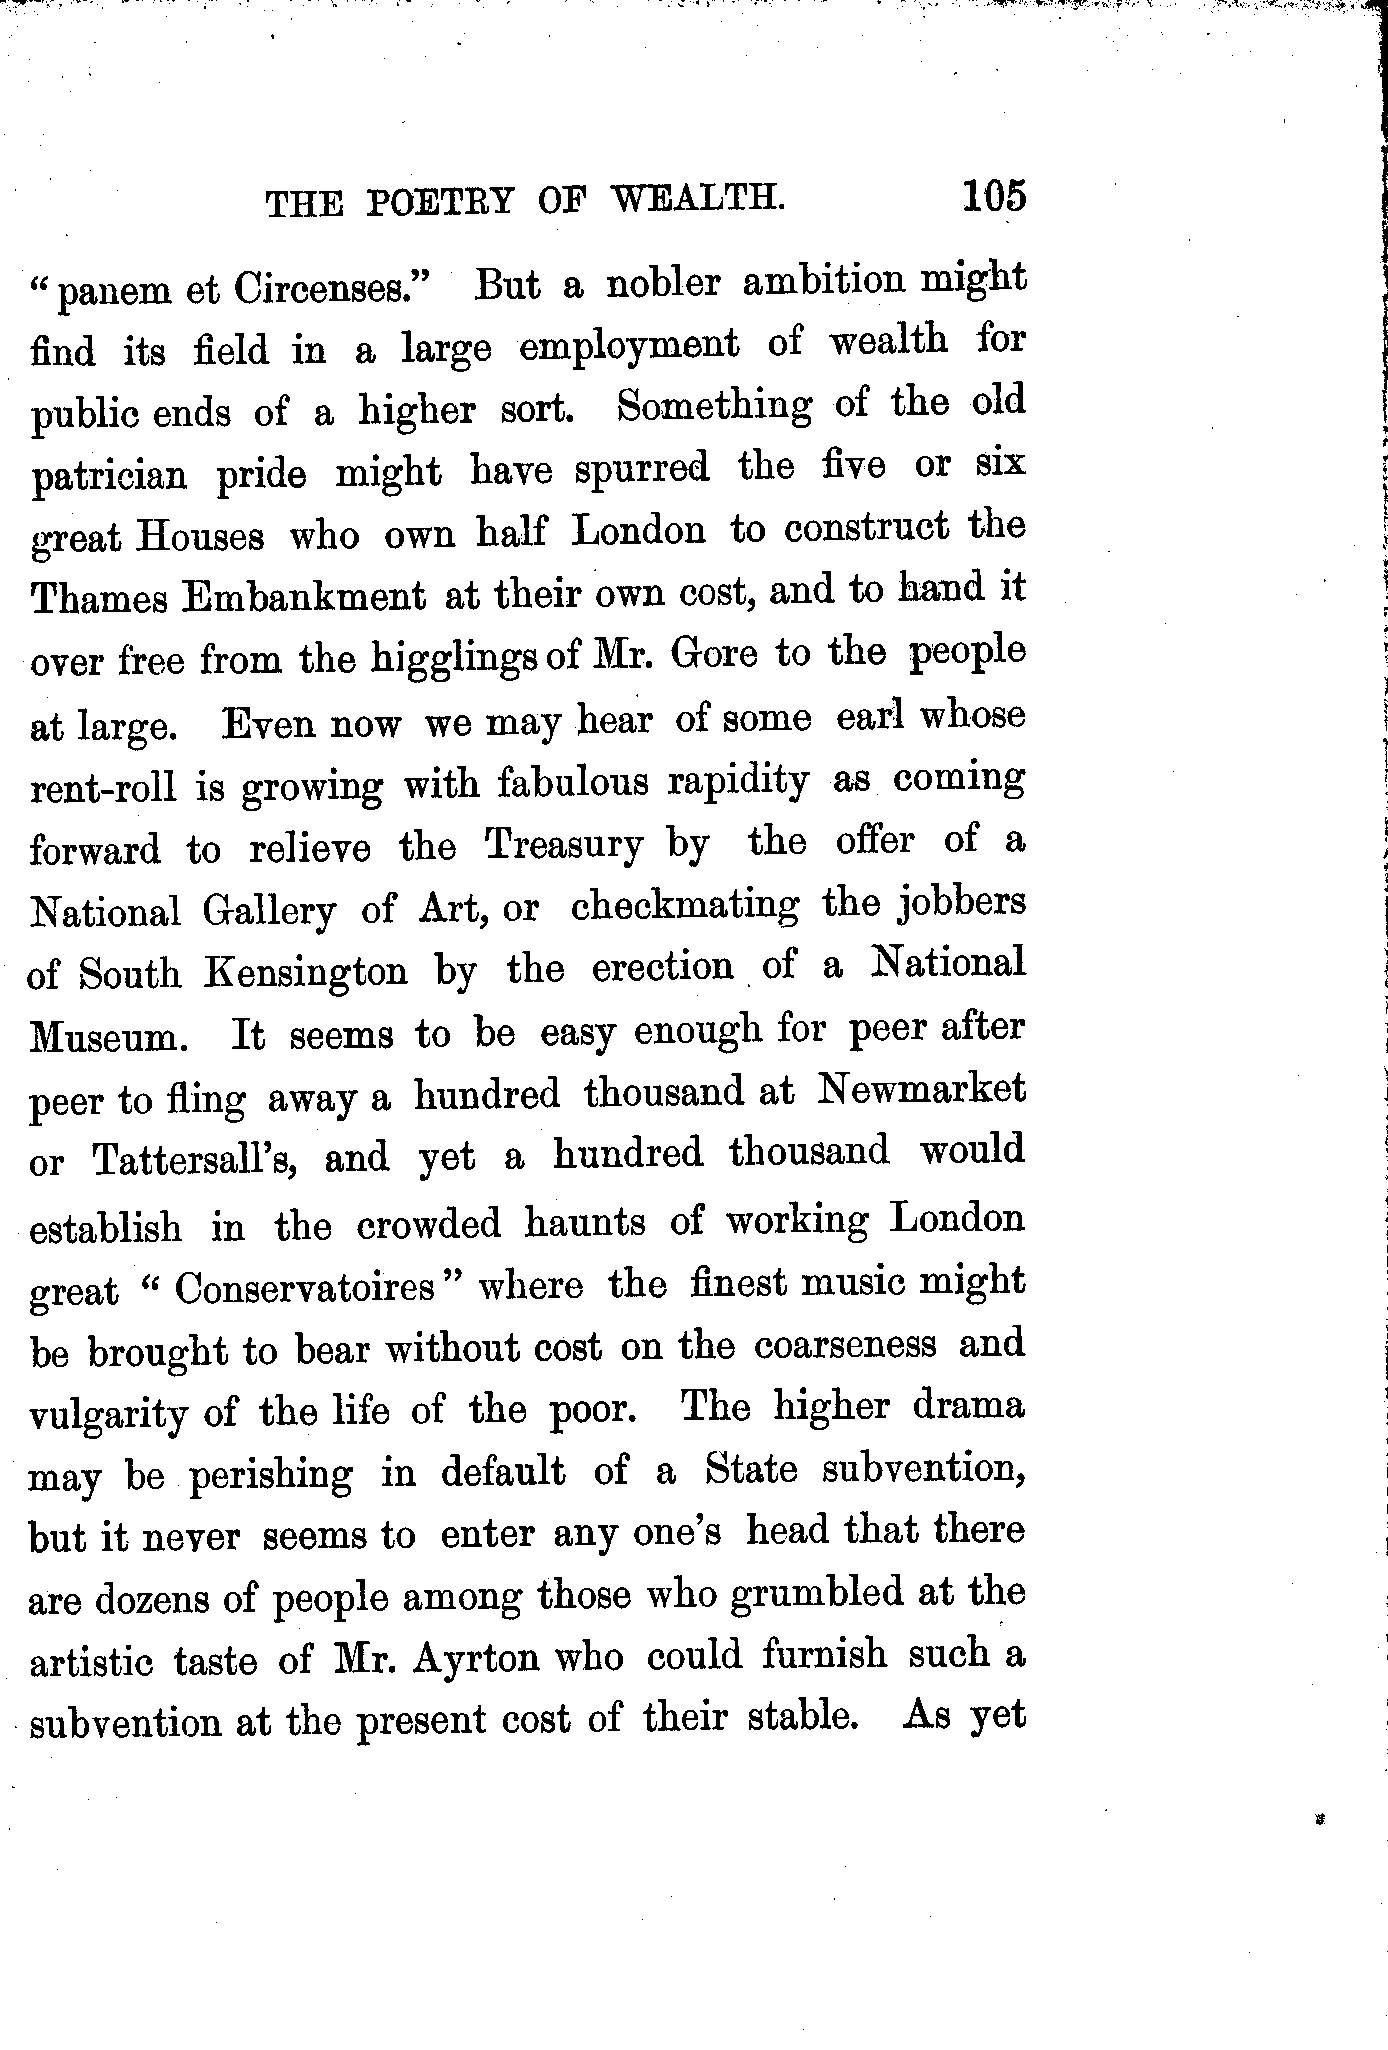 THE POETRY OF WEALTH. 105
“panem et Circenses.” But a nobler ambition might
find its field in a large employment of wealth for
public ends of a higher sort. Something of the old
patrician pride might have spurred the five or six
great Houses who own half London to construct the
Thames Embankment at their own cost, and to hand it
over free from the higglings of Mr. Gore to the people
at large. Even now we may hear of some earl whose
rent-roll is growing with fabulous rapidity as coming
forward to relieve the Treasury by the offer of a
National Gallery of Art, or checkmating the jobbers
of South Kensington by the erection of a National
Museum. It seems to be easy enough for peer after
peer to fling away a hundred thousand at Newmarket
or Tattersall’s, and yet a hundred thousand would
establish in the crowded haunts of working London
great “Conservatoires” where the finest music might
be brought to bear without cost on the coarseness and
vulgarity of the life of the poor. The higher drama
may be perishing in default of a State subvention,
but it never seems to enter any one’s head that there
are dozens of people among those who grumbled at the
artistic taste of Mr. Ayrton who could furnish such a
subvention at the present cost of their stable. As yet